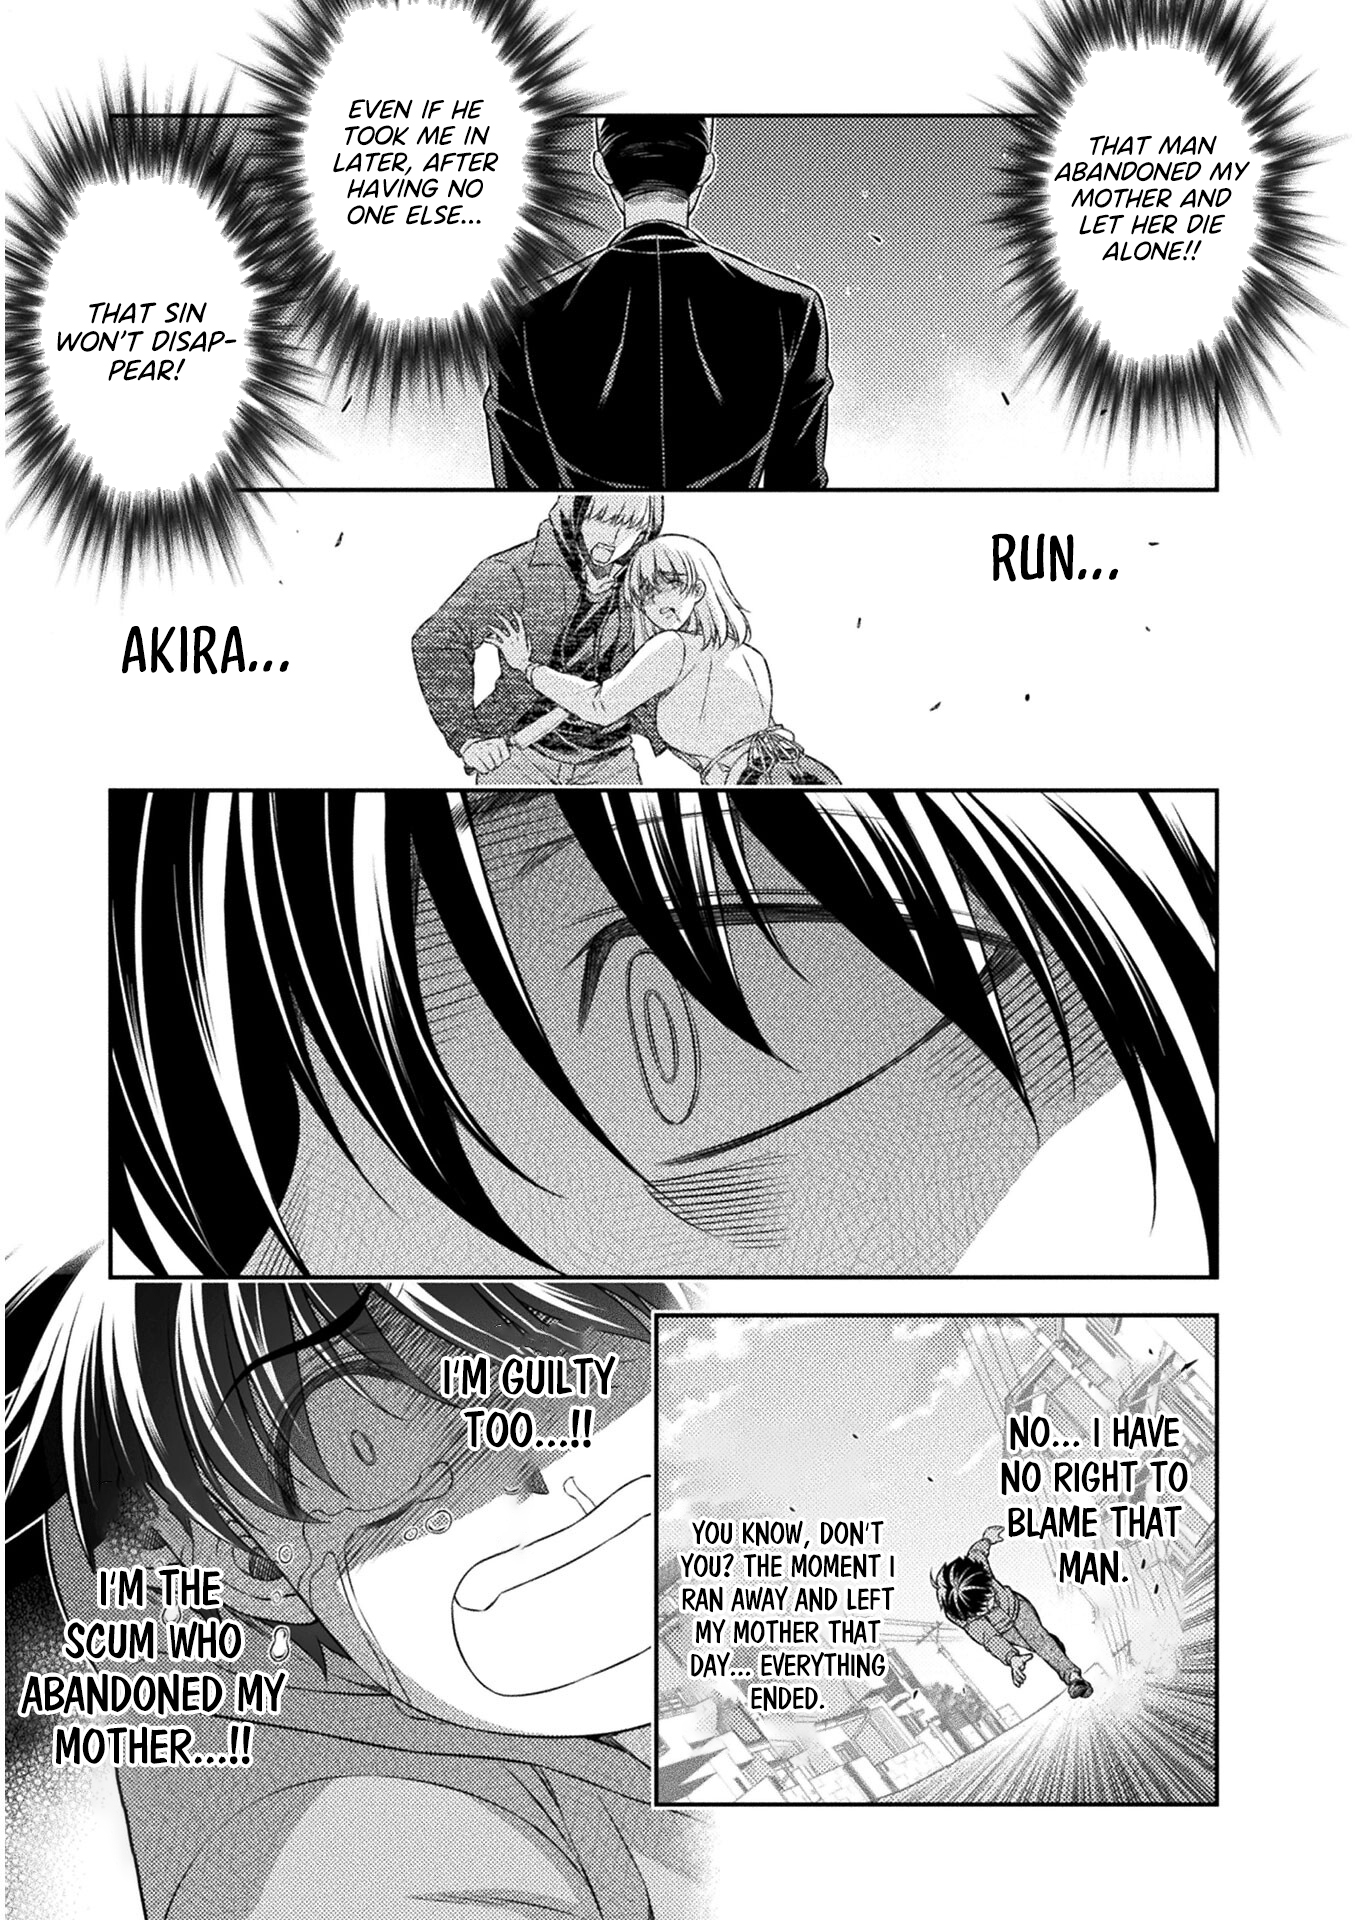 THAT MAN
ABANDONED MY
MOTHER AND
LET HER DIE
ALONE!!
EVEN IF HE
TOOK ME IN
LATER, AFTER
HAVING NO
ONE ELSE...
THAT SIN
WON'T DISAP-
PEAR!
RUN...
AKIRA...
NO... I HAVE
NO RIGHT TO
BLAME THAT
MAN.
YOU KNOW, DON'T
YOU? THE MOMENT I
RAN AWAY AND LEFT
MY MOTHER THAT
DAY... EVERYTHING
ENDED.
I'M GUILTY
TOO...!!
I'M THE
SCUM WHO
ABANDONED MY
MOTHER...!!